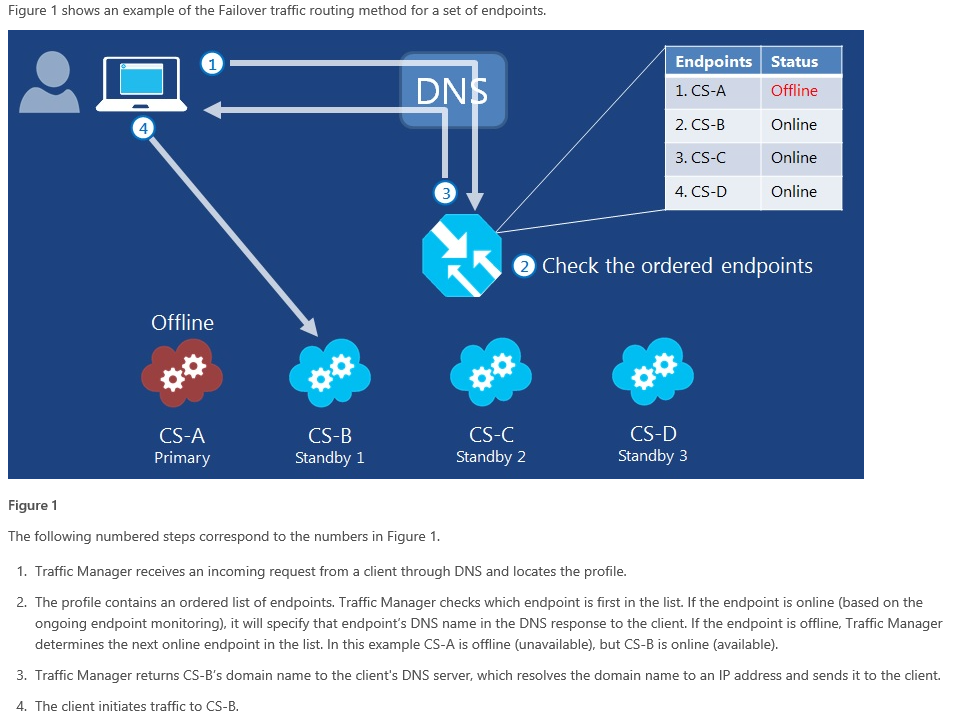 Figure 1 shows an example of the Failover traffic routing method for a set of endpoints.
1
DNS
Endpoints Status
1. CS-A Offline
2. CS-B Online
3. CS-C Online
4. CS-D Online
4
3
2 Check the ordered endpoints
Offline
CS-A CS-B CS-C CS-D
Primary Standby 1 Standby 2 Standby 3
Figure 1
The following numbered steps correspond to the numbers in Figure 1.
1. Traffic Manager receives an incoming request from a client through DNS and locates the profile.
2. The profile contains an ordered list of endpoints. Traffic Manager checks which endpoint is first in the list. If the endpoint is online (based on the
ongoing endpoint monitoring), it will specify that endpoint's DNS name in the DNS response to the client. If the endpoint is offline, Traffic Manager
determines the next online endpoint in the list. In this example CS-A is offline (unavailable), but CS-B is online (available).
3. Traffic Manager returns CS-B's domain name to the client's DNS server, which resolves the domain name to an IP address and sends it to the client.
4. The client initiates traffic to CS-B.